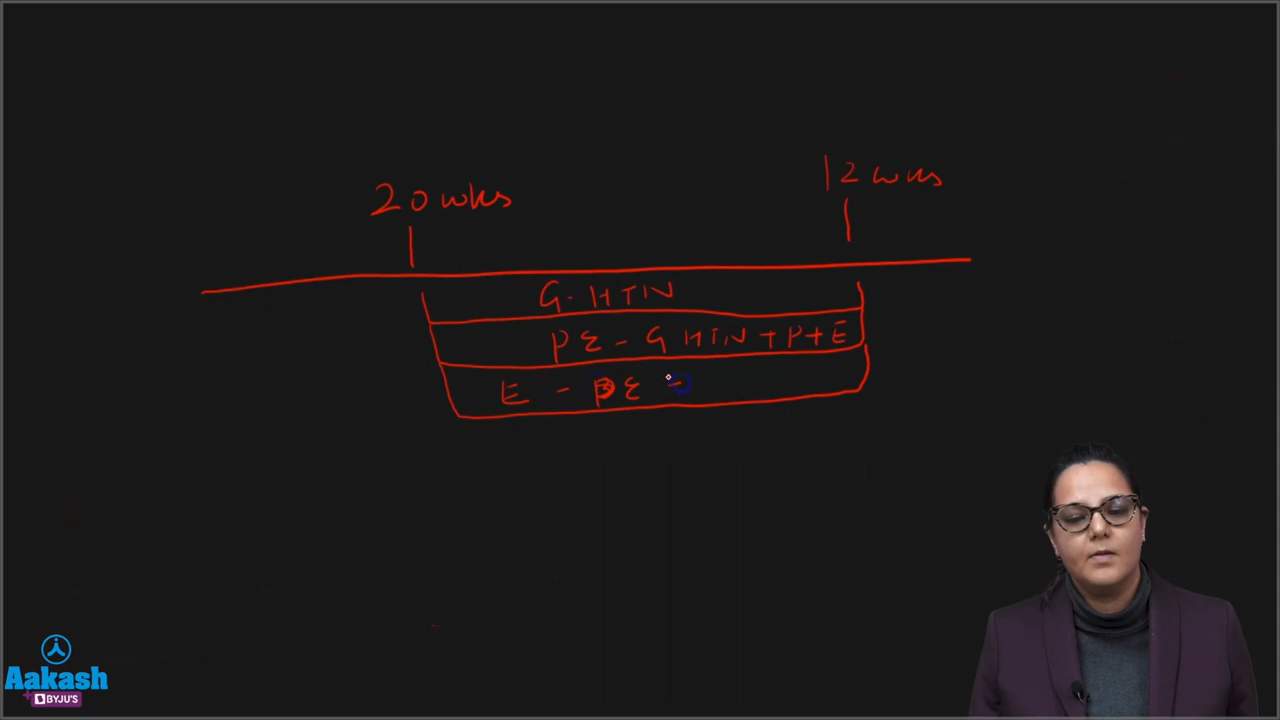 20 wks
12 wks
G. HTN
PE - G HTN + P + E
E - PE -
Aakash
+ BYJU'S